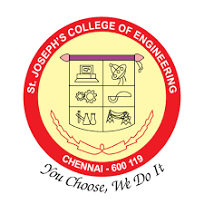 St. JOSEPH'S COLLEGE OF ENGINEERING
CHENNAI - 600 119
You Choose, We Do It